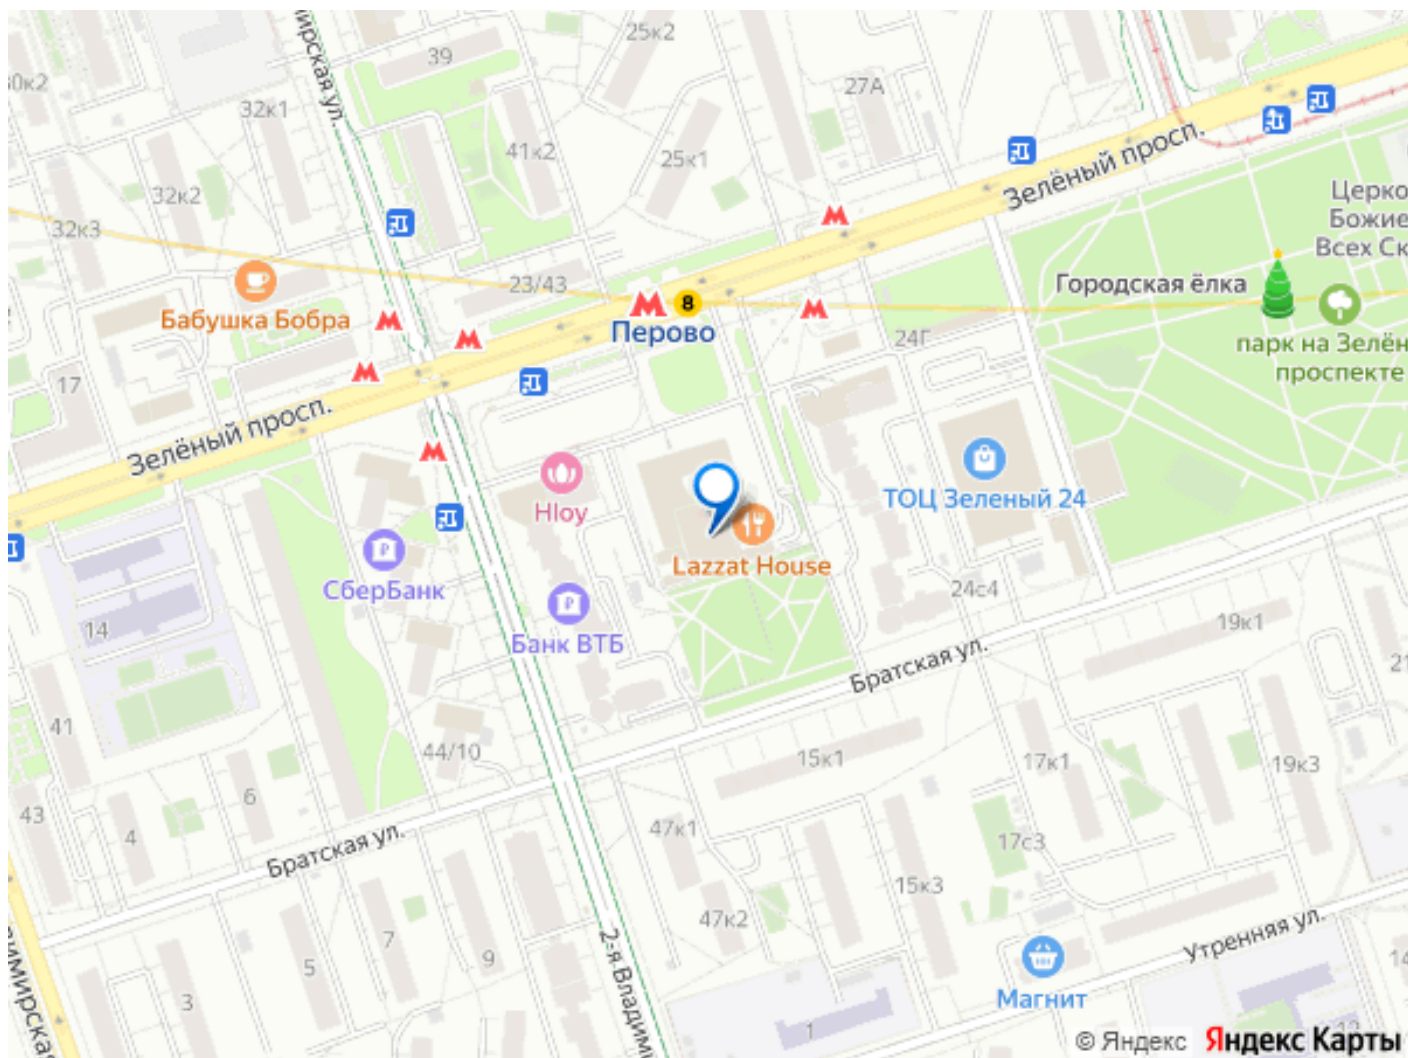 25к2
39
27А
32к1
41к2
25к1
32к2
32к3
Зелёный просп.
Церко
Божие
Всех Ск
Городская ёлка
23/43
8
Перово
Бабушка Бобра
24Г
парк на Зелён
проспекте
17
Зелёный просп.
ТОЦ Зеленый 24
Hloy
Lazzat House
СберБанк
24с4
Банк ВТБ
14
19к1
Братская ул.
21
41
44/10
15к1
17к1
19к3
6
43
4
47к1
17с3
Братская ул.
15к3
47к2
7
5
9
3
2-я Владими
Утренняя ул.
Магнит
1
14
© Яндекс
Яндекс Карты